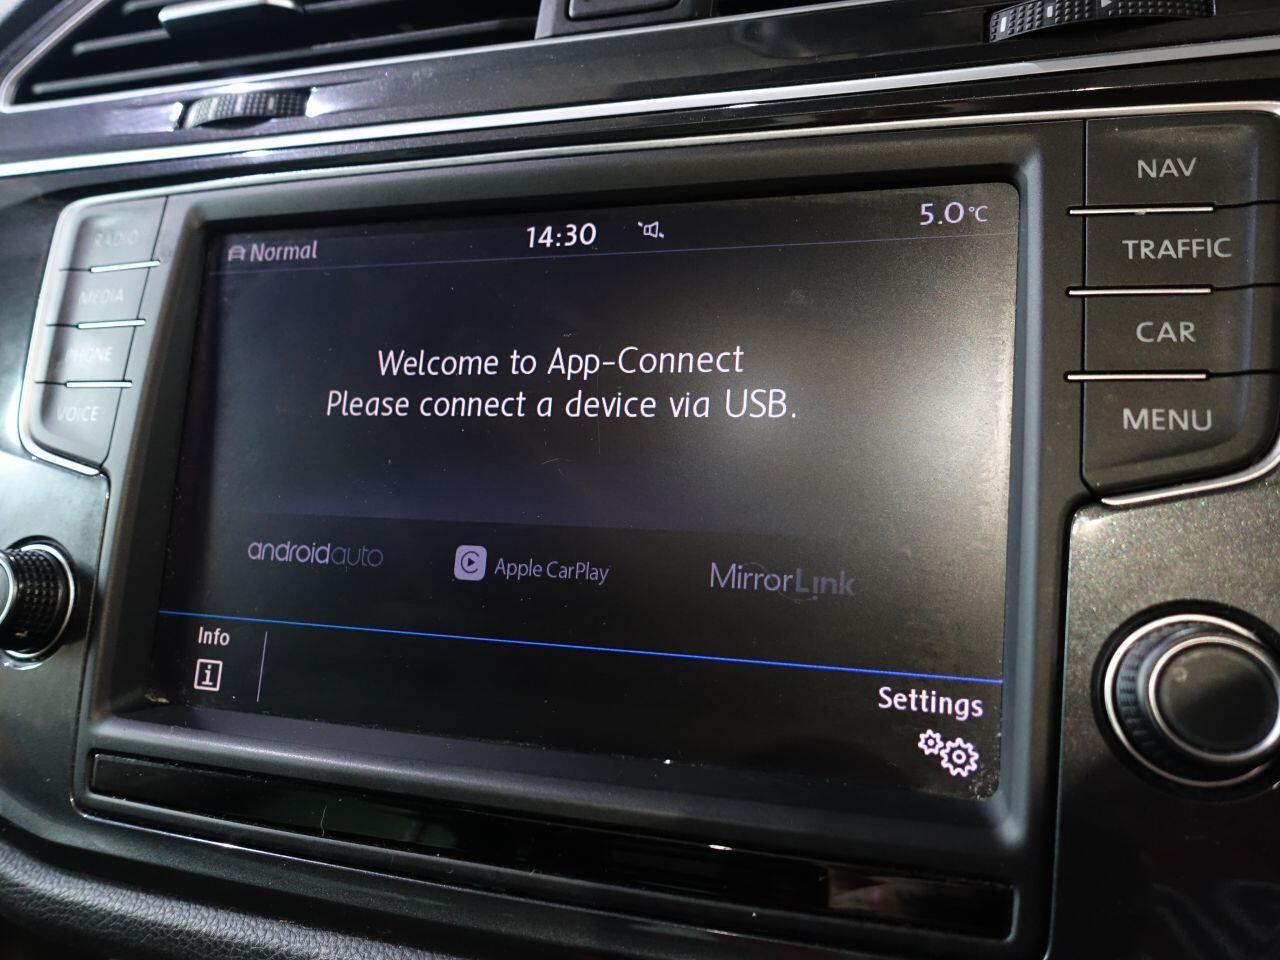 Normal
14:30
5.0°C
Welcome to App-Connect
Please connect a device via USB.
androidauto
Apple CarPlay
MirrorLink
Info
i
Settings
RADIO
MEDIA
PHONE
VOICE
NAV
TRAFFIC
CAR
MENU